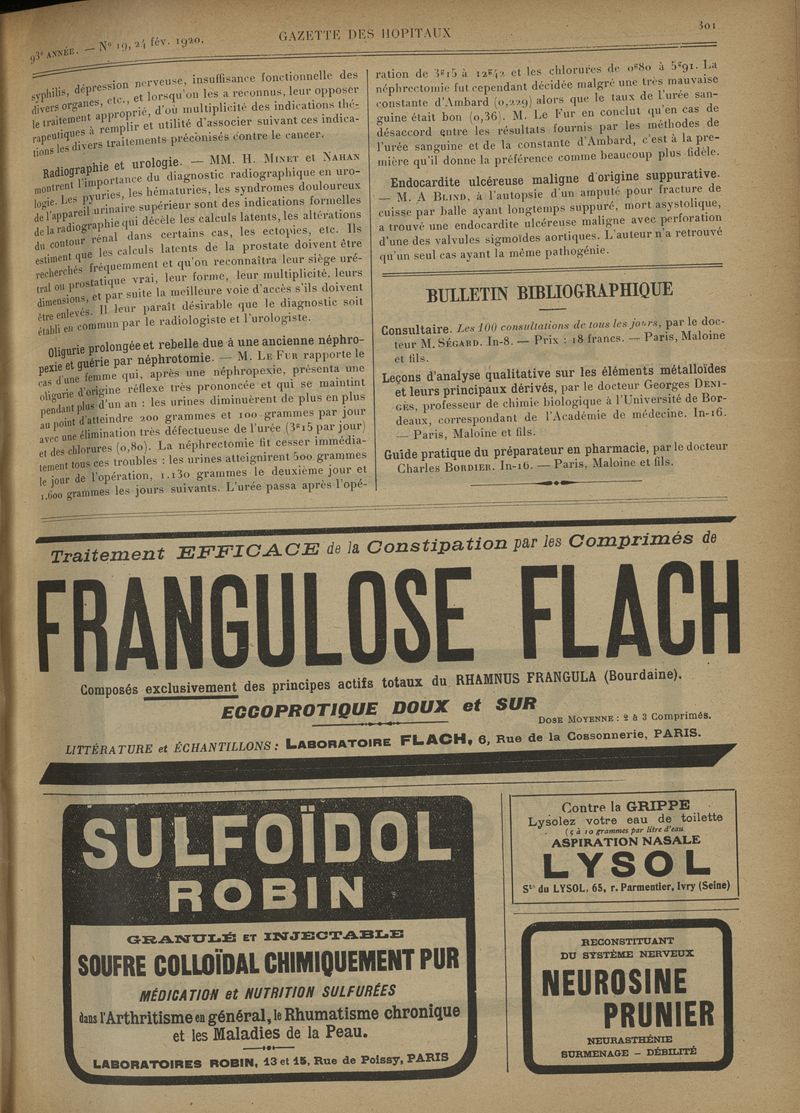 93e ANNÉE. — No 19, 24 fév. 1920.
GAZETTE DES HOPITAUX
301
syphilis, dépression nerveuse, insuffisance fonctionnelle des
divers organes, etc., et lorsqu'on les a reconnus, leur opposer
le traitement approprié, d'où multiplicité des indications thé-
rapeutiques à remplir et utilité d'associer suivant ces indica-
tions les divers traitements préconisés contre le cancer.
Radiographie et urologie. — MM. H. MINET et NAHAN
montrent l'importance du diagnostic radiographique en uro-
logie. Les pyuries, les hématuries, les syndromes douloureux
de l'appareil urinaire supérieur sont des indications formelles
de la radiographie qui décèle les calculs latents, les altérations
du contour rénal dans certains cas, les ectopies, etc. Ils
estiment que les calculs latents de la prostate doivent être
recherchés fréquemment et qu'on reconnaîtra leur siège uré-
tral ou prostatique vrai, leur forme, leur multiplicité, leurs
dimensions, et par suite la meilleure voie d'accès s'ils doivent
être enlevés. Il leur paraît désirable que le diagnostic soit
établi en commun par le radiologiste et l'urologiste.
Oligurie prolongée et rebelle due à une ancienne néphro-
pexie et guérie par néphrotomie. — M. LE FUR rapporte le
cas d'une femme qui, après une néphropexie, présenta une
oligurie d'origine réflexe très prononcée et qui se maintint
pendant plus d'un an : les urines diminuèrent de plus en plus
au point d'atteindre 200 grammes et 100 grammes par jour
avec une élimination très défectueuse de l'urée (3gr15 par jour)
et des chlorures (0,80). La néphrectomie fit cesser immédia-
tement tous ces troubles : les urines atteignirent 500 grammes
le jour de l'opération, 1.130 grammes le deuxième jour et
1.600 grammes les jours suivants. L'urée passa après l'opé-
ration de 3gr15 à 12gr42 et les chlorures de 0gr80 à 5gr91. La
néphrectomie fut cependant décidée malgré une très mauvaise
constante d'Ambard (0,229) alors que le taux de l'urée san-
guine était bon (0,36). M. Le Fur en conclut qu'en cas de
désaccord entre les résultats fournis par les méthodes de
l'urée sanguine et de la constante d'Ambard, c'est à la pre-
mière qu'il donne la préférence comme beaucoup plus fidèle.
Endocardite ulcéreuse maligne d'origine suppurative.
— M. A BLIND, à l'autopsie d'un amputé pour fracture de
cuisse par balle ayant longtemps suppuré, mort asystolique,
a trouvé une endocardite ulcéreuse maligne avec perforation
d'une des valvules sigmoïdes aortiques. L'auteur n'a retrouvé
qu'un seul cas ayant la même pathogénie.
BULLETIN BIBLIOGRAPHIQUE
Consultaire. Les 100 consultations de tous les jours, par le doc-
teur M. SÉGARD. In-8. — Prix : 18 francs. — Paris, Maloine
et fils.
Leçons d'analyse qualitative sur les éléments métalloïdes
et leurs principaux dérivés, par le docteur Georges DENI-
GÈS, professeur de chimie biologique à l'Université de Bor-
deaux, correspondant de l'Académie de médecine. In-16.
— Paris, Maloine et fils.
Guide pratique du préparateur en pharmacie, par le docteur
Charles BORDIER. In-16. — Paris, Maloine et fils.
Traitement EFFICACE de la Constipation par les Comprimés de
FRANGULOSE FLACH
Composés exclusivement des principes actifs totaux du RHAMNUS FRANGULA (Bourdaine).
ECCOPROTIQUE DOUX et SUR
DOSE MOYENNE : 2 à 3 Comprimés.
LITTÉRATURE et ÉCHANTILLONS : LABORATOIRE FLACH, 6, Rue de la Cossonnerie, PARIS.
SULFOÏDOL
ROBIN
GRANULÉ ET INJECTABLE
SOUFRE COLLOÏDAL CHIMIQUEMENT PUR
MÉDICATION et NUTRITION SULFURÉES
dans l'Arthritisme en général, le Rhumatisme chronique
et les Maladies de la Peau.
LABORATOIRES ROBIN, 13 et 15, Rue de Poissy, PARIS
Contre la GRIPPE
Lysolez votre eau de toilette
(5 à 10 grammes par litre d'eau
ASPIRATION NASALE
LYSOL
Sté du LYSOL, 65, r. Parmentier, Ivry (Seine)
RECONSTITUANT
DU SYSTÈME NERVEUX
NEUROSINE
PRUNIER
NEURASTHÉNIE
SURMENAGE – DÉBILITÉ